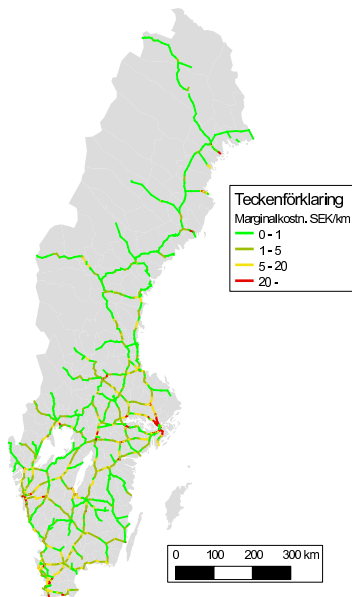 Teckenförklaring
Marginalkostn. SEK/km
0 - 1
1 - 5
5 - 20
20 -
0 100 200 300 km